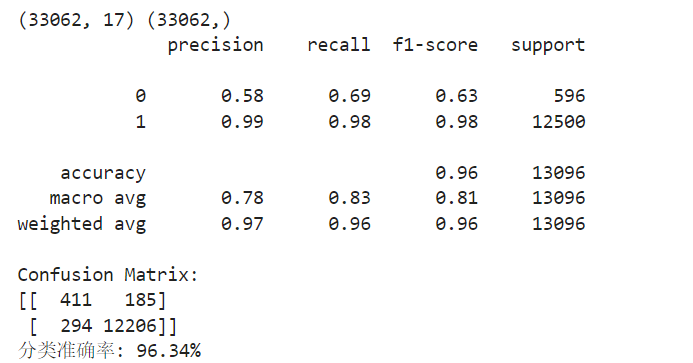 (33062, 17) (33062,)
precision recall f1-score support
0 0.58 0.69 0.63 596
1 0.99 0.98 0.98 12500
accuracy 0.96 13096
macro avg 0.78 0.83 0.81 13096
weighted avg 0.97 0.96 0.96 13096
Confusion Matrix:
[[ 411 185]
[ 294 12206]]
分类准确率: 96.34%